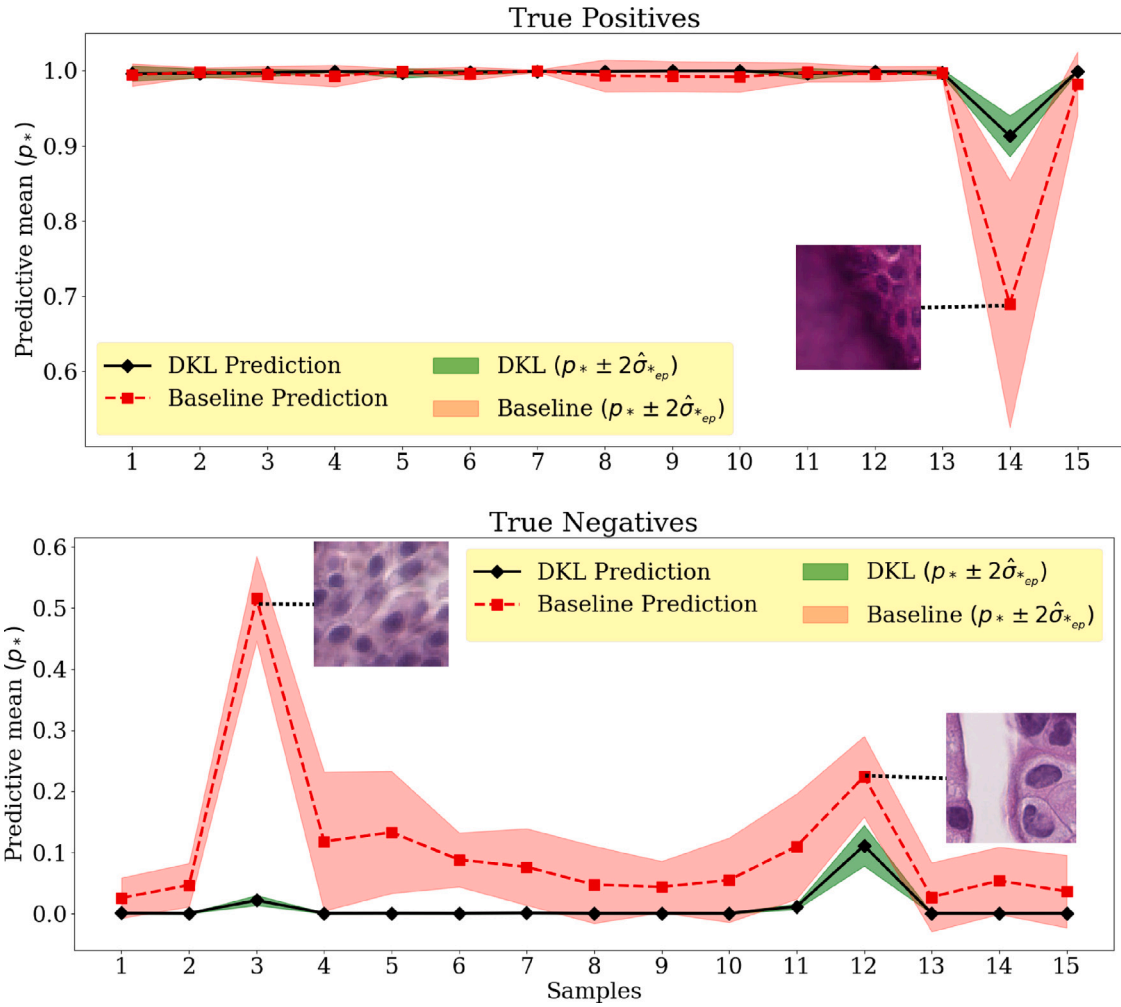 True Positives
Predictive mean (p*)
1.0
0.9
0.8
0.7
0.6
DKL Prediction
Baseline Prediction
DKL (p* ± 2σ̂*ep)
Baseline (p* ± 2σ̂*ep)
1 2 3 4 5 6 7 8 9 10 11 12 13 14 15
True Negatives
Predictive mean (p*)
0.6
0.5
0.4
0.3
0.2
0.1
0.0
DKL Prediction
Baseline Prediction
DKL (p* ± 2σ̂*ep)
Baseline (p* ± 2σ̂*ep)
1 2 3 4 5 6 7 8 9 10 11 12 13 14 15
Samples